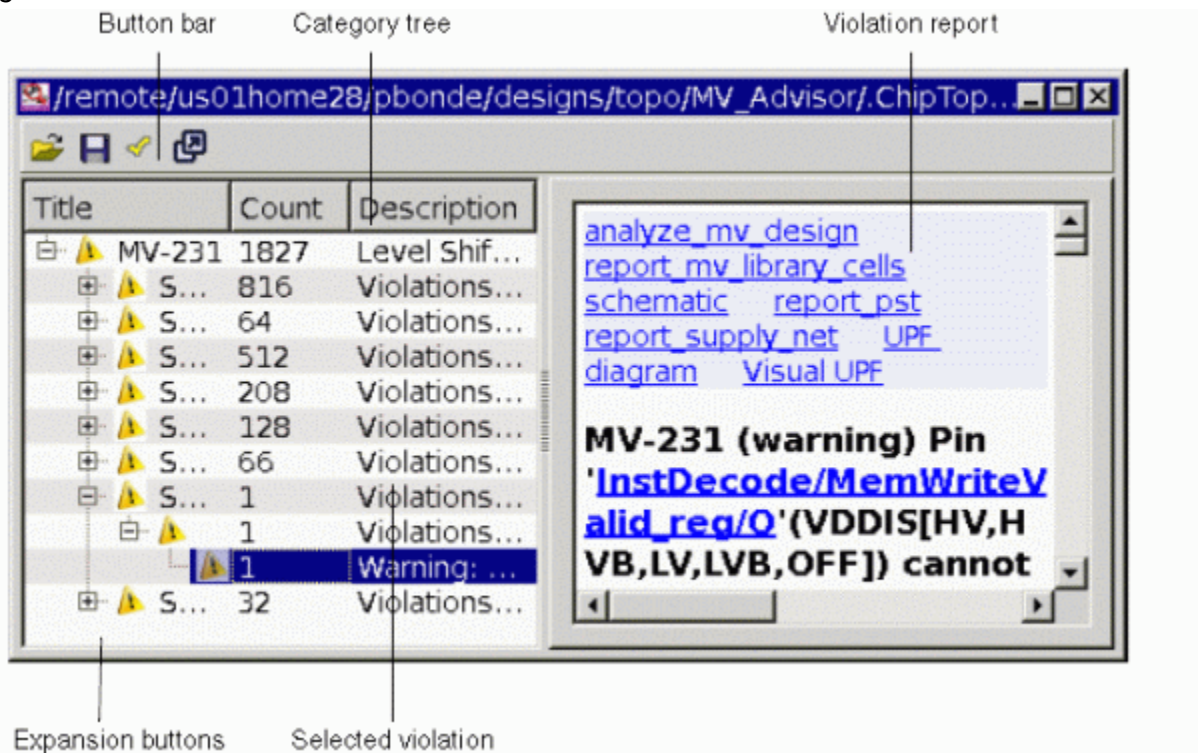 Button bar Category tree Violation report
/remote/us01home28/pbonde/designs/topo/MV_Advisor/.ChipTop...
Title Count Description
MV-231 1827 Level Shif...
S... 816 Violations...
S... 64 Violations...
S... 512 Violations...
S... 208 Violations...
S... 128 Violations...
S... 66 Violations...
S... 1 Violations...
1 Violations...
1 Warning: ...
S... 32 Violations...
analyze_mv_design
report_mv_library_cells
schematic report_pst
report_supply_net UPF
diagram Visual UPF
MV-231 (warning) Pin
'InstDecode/MemWriteV
alid_reg/Q'(VDDIS[HV,H
VB,LV,LVB,OFF]) cannot
Expansion buttons Selected violation